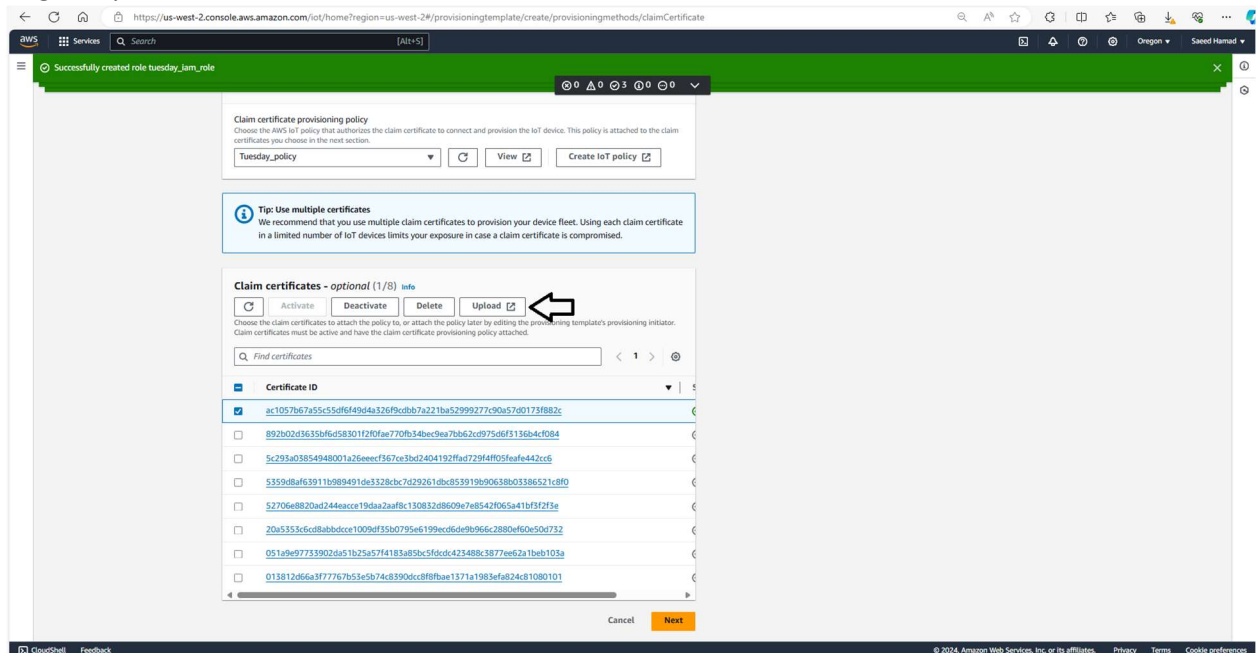 https://us-west-2.console.aws.amazon.com/iot/home?region=us-west-2#/provisioningtemplate/create/provisioningmethods/claimCertificate
aws Services Search [Alt+S] Oregon Saeed Hamad
Successfully created role tuesday_iam_role
0 0 3 0 0
Claim certificate provisioning policy
Choose the AWS IoT policy that authorizes the claim certificate to connect and provision the IoT device. This policy is attached to the claim
certificates you choose in the next section.
Tuesday_policy View Create IoT policy
Tip: Use multiple certificates
We recommend that you use multiple claim certificates to provision your device fleet. Using each claim certificate
in a limited number of IoT devices limits your exposure in case a claim certificate is compromised.
Claim certificates - optional (1/8) Info
Activate Deactivate Delete Upload
Choose the claim certificates to attach the policy to, or attach the policy later by editing the provisioning template's provisioning initiator.
Claim certificates must be active and have the claim certificate provisioning policy attached.
Find certificates 1
Certificate ID
ac1057b67a55c55df6f49d4a326f9cdbb7a221ba52999277c90a57d0173f882c
892b02d3635bf6d58301f2f0fae770fb34bec9ea7bb62cd975d6f3136b4cf084
5c293a03854948001a26eeecf367ce3bd2404192ffad729f4ff05feafe442cc6
5359d8af63911b989491de3328cbc7d29261dbc853919b90638b03386521c8f0
52706e8820ad244eacce19daa2aaf8c130832d8609e7e8542f065a41bf3f2f3e
20a5353c6cd8abbdcce1009df35b0795e6199ecd6de9b966c2880ef60e50d732
051a9e97733902da51b25a57f4183a85bc5fdcdc423488c3877ee62a1beb103a
013812d66a3f77767b53e5b74c8390dcc8f8fbae1371a1983efa824c81080101
Cancel Next
CloudShell Feedback © 2024, Amazon Web Services, Inc. or its affiliates. Privacy Terms Cookie preferences